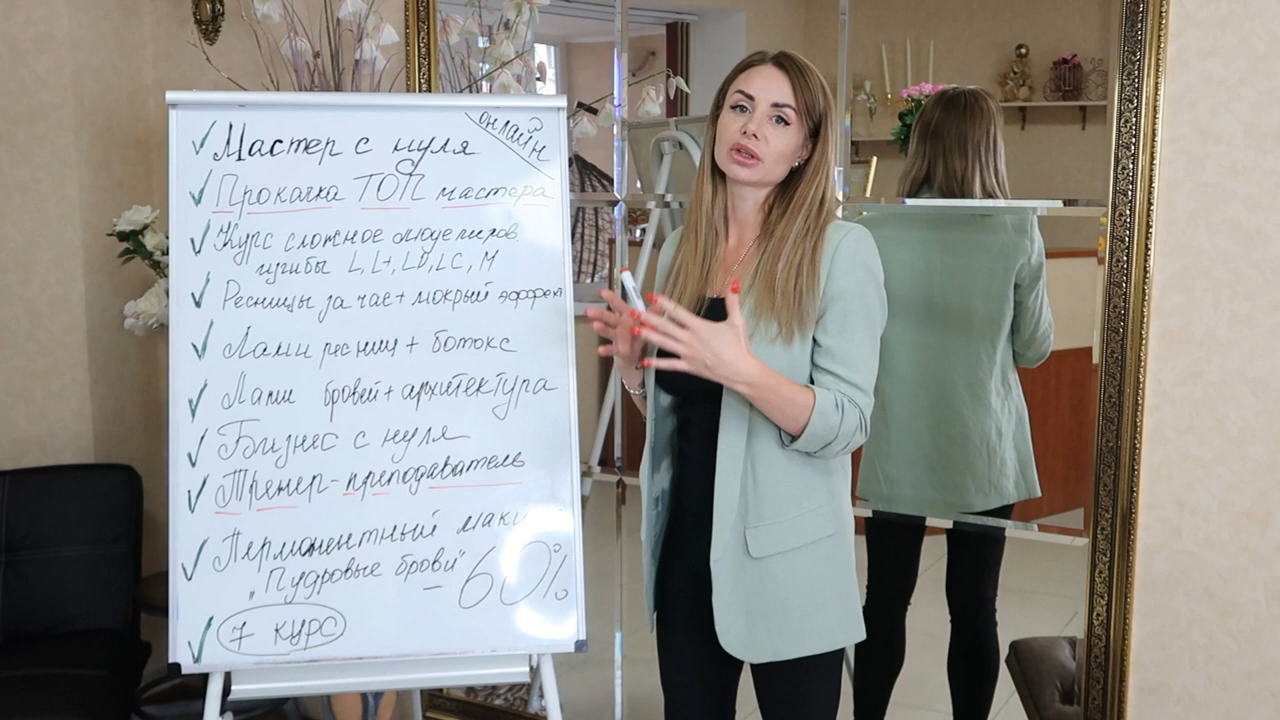 онлайн
Мастер с нуля
Прокачка ТОП мастера
Курс сложное моделиров.
изгибы L, L+, LD, LC, M
Ресницы за час + мокрый эффект
Лами ресниц + ботокс
Лами бровей + архитектура
Бизнес с нуля
Тренер-преподаватель
Перманентный маки
„Пудровые брови"
- 60%
7 курс